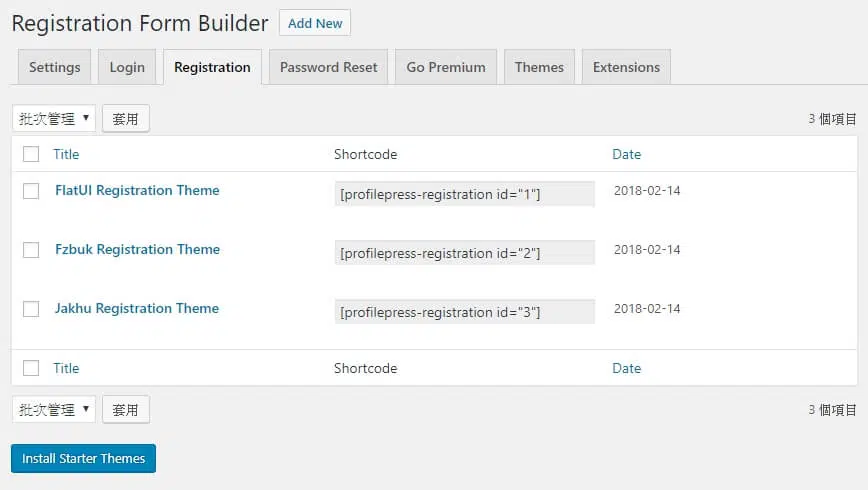 Registration Form Builder Add New
Settings Login Registration Password Reset Go Premium Themes Extensions
批次管理 套用 3 個項目
Title Shortcode Date
FlatUI Registration Theme [profilepress-registration id="1"] 2018-02-14
Fzbuk Registration Theme [profilepress-registration id="2"] 2018-02-14
Jakhu Registration Theme [profilepress-registration id="3"] 2018-02-14
Title Shortcode Date
批次管理 套用 3 個項目
Install Starter Themes